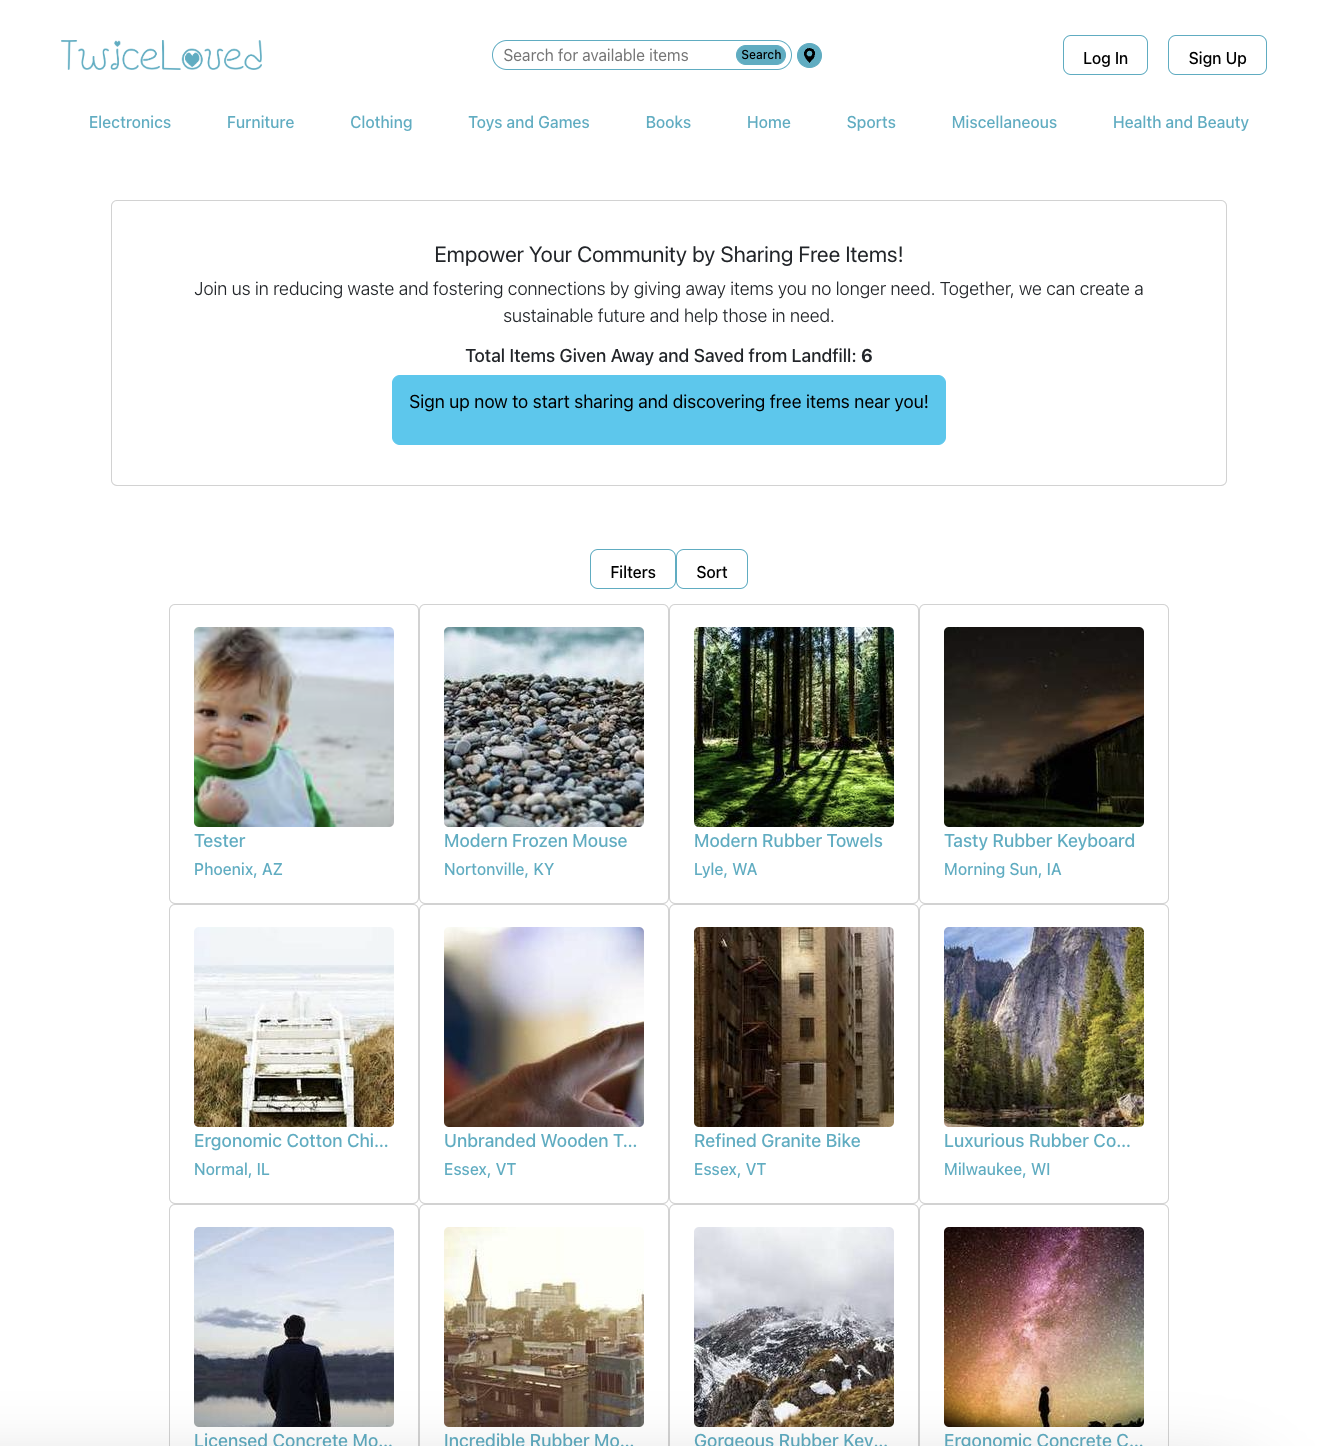 TwiceLoved
Search for available items
Search
Log In
Sign Up
Electronics
Furniture
Clothing
Toys and Games
Books
Home
Sports
Miscellaneous
Health and Beauty
Empower Your Community by Sharing Free Items!
Join us in reducing waste and fostering connections by giving away items you no longer need. Together, we can create a
sustainable future and help those in need.
Total Items Given Away and Saved from Landfill: 6
Sign up now to start sharing and discovering free items near you!
Filters
Sort
Tester
Phoenix, AZ
Modern Frozen Mouse
Nortonville, KY
Modern Rubber Towels
Lyle, WA
Tasty Rubber Keyboard
Morning Sun, IA
Ergonomic Cotton Chi...
Normal, IL
Unbranded Wooden T...
Essex, VT
Refined Granite Bike
Essex, VT
Luxurious Rubber Co...
Milwaukee, WI
Licensed Concrete Mo...
Incredible Rubber Mo...
Gorgeous Rubber Key...
Ergonomic Concrete C...